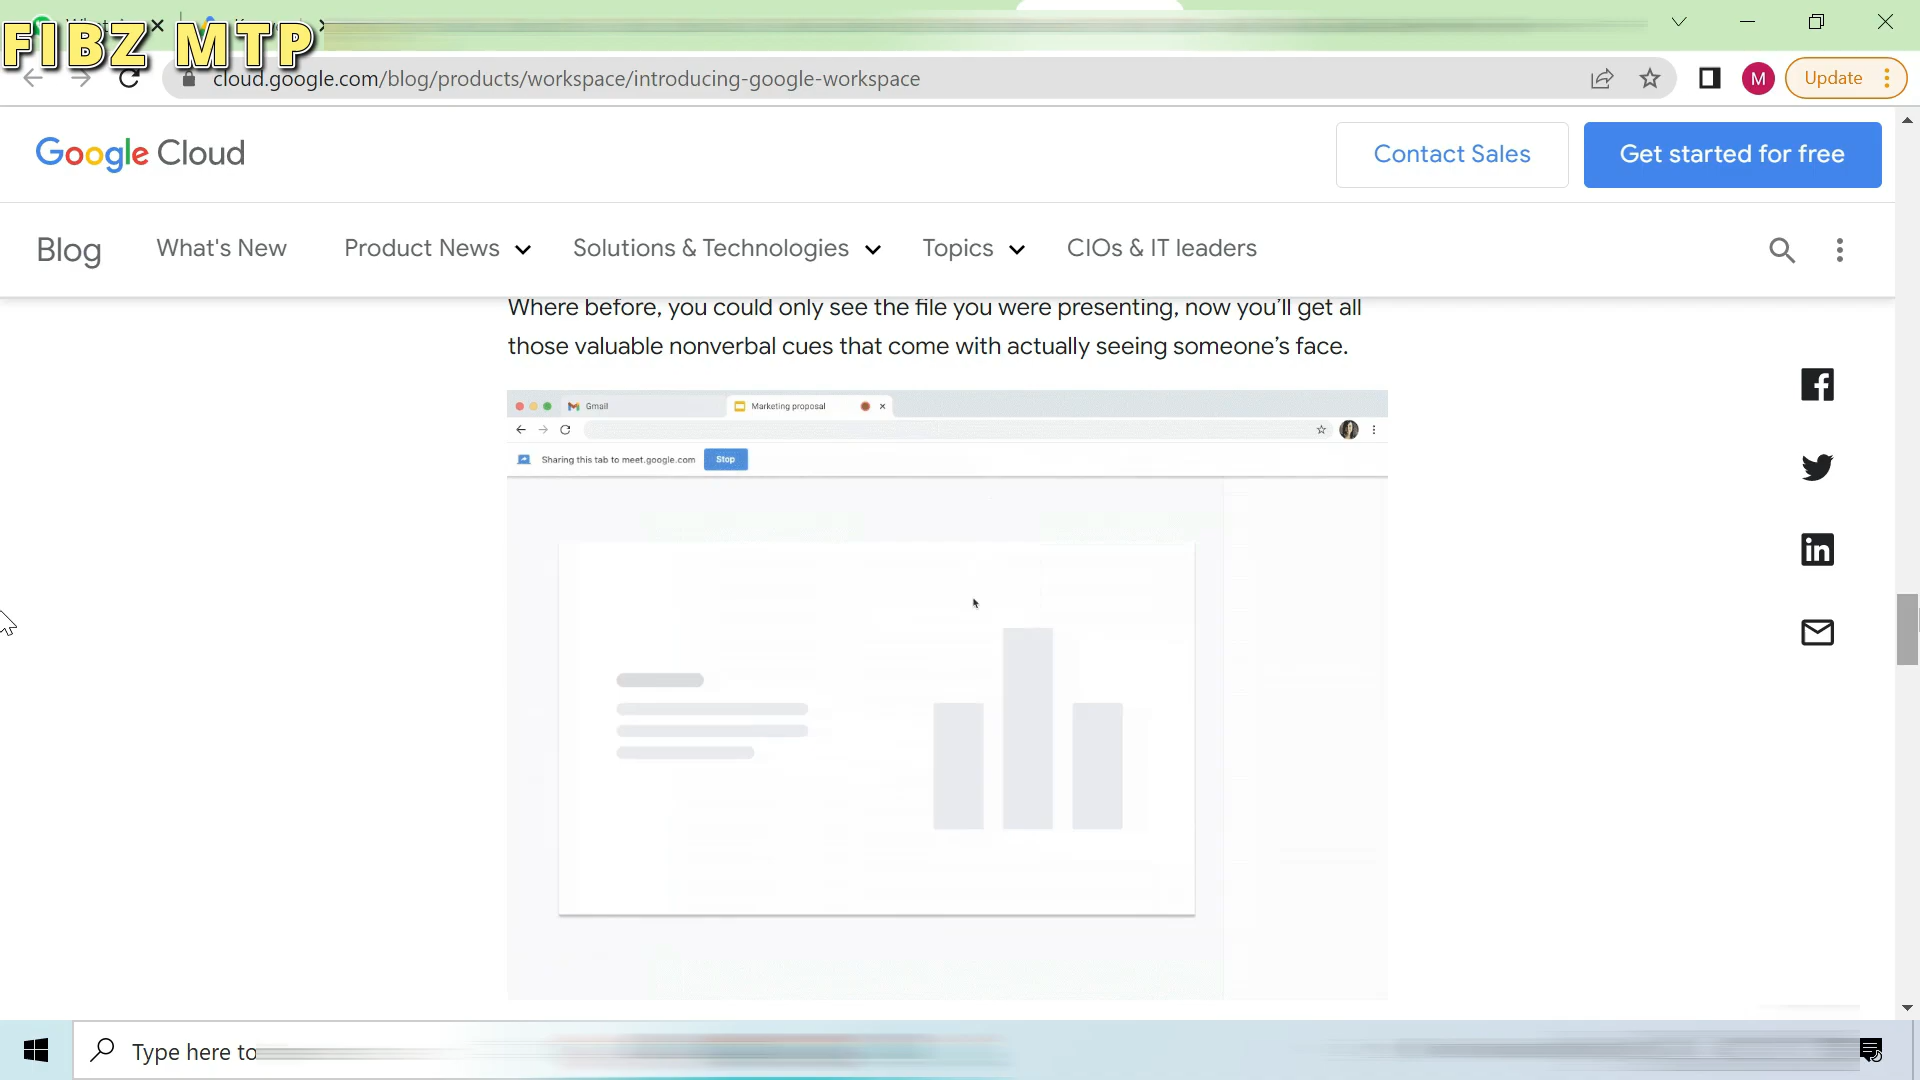 FIBZ MTP
cloud.google.com/blog/products/workspace/introducing-google-workspace
M
Update
Google Cloud
Contact Sales
Get started for free
Blog
What's New
Product News
Solutions & Technologies
Topics
CIOs & IT leaders
Where before, you could only see the file you were presenting, now you’ll get all
those valuable nonverbal cues that come with actually seeing someone’s face.
Gmail
Marketing proposal
Sharing this tab to meet.google.com
Stop
Type here to